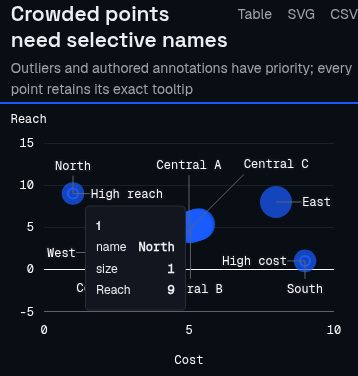 Crowded points
need selective names
Table SVG CSV
Outliers and authored annotations have priority; every
point retains its exact tooltip
Reach
15
North Central A Central C
10
High reach
East
1
name North
size 1
Reach 9
5
West
High cost
0
South
-5
0 5 10
Cost